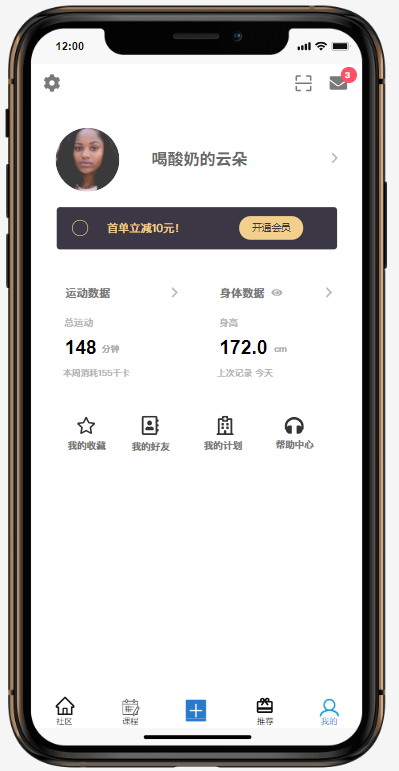 12:00
3
喝酸奶的云朵
首单立减10元！
开通会员
运动数据
身体数据
总运动
身高
148 分钟
172.0 cm
本周消耗155千卡
上次记录 今天
我的收藏
我的好友
我的计划
帮助中心
社区
课程
推荐
我的